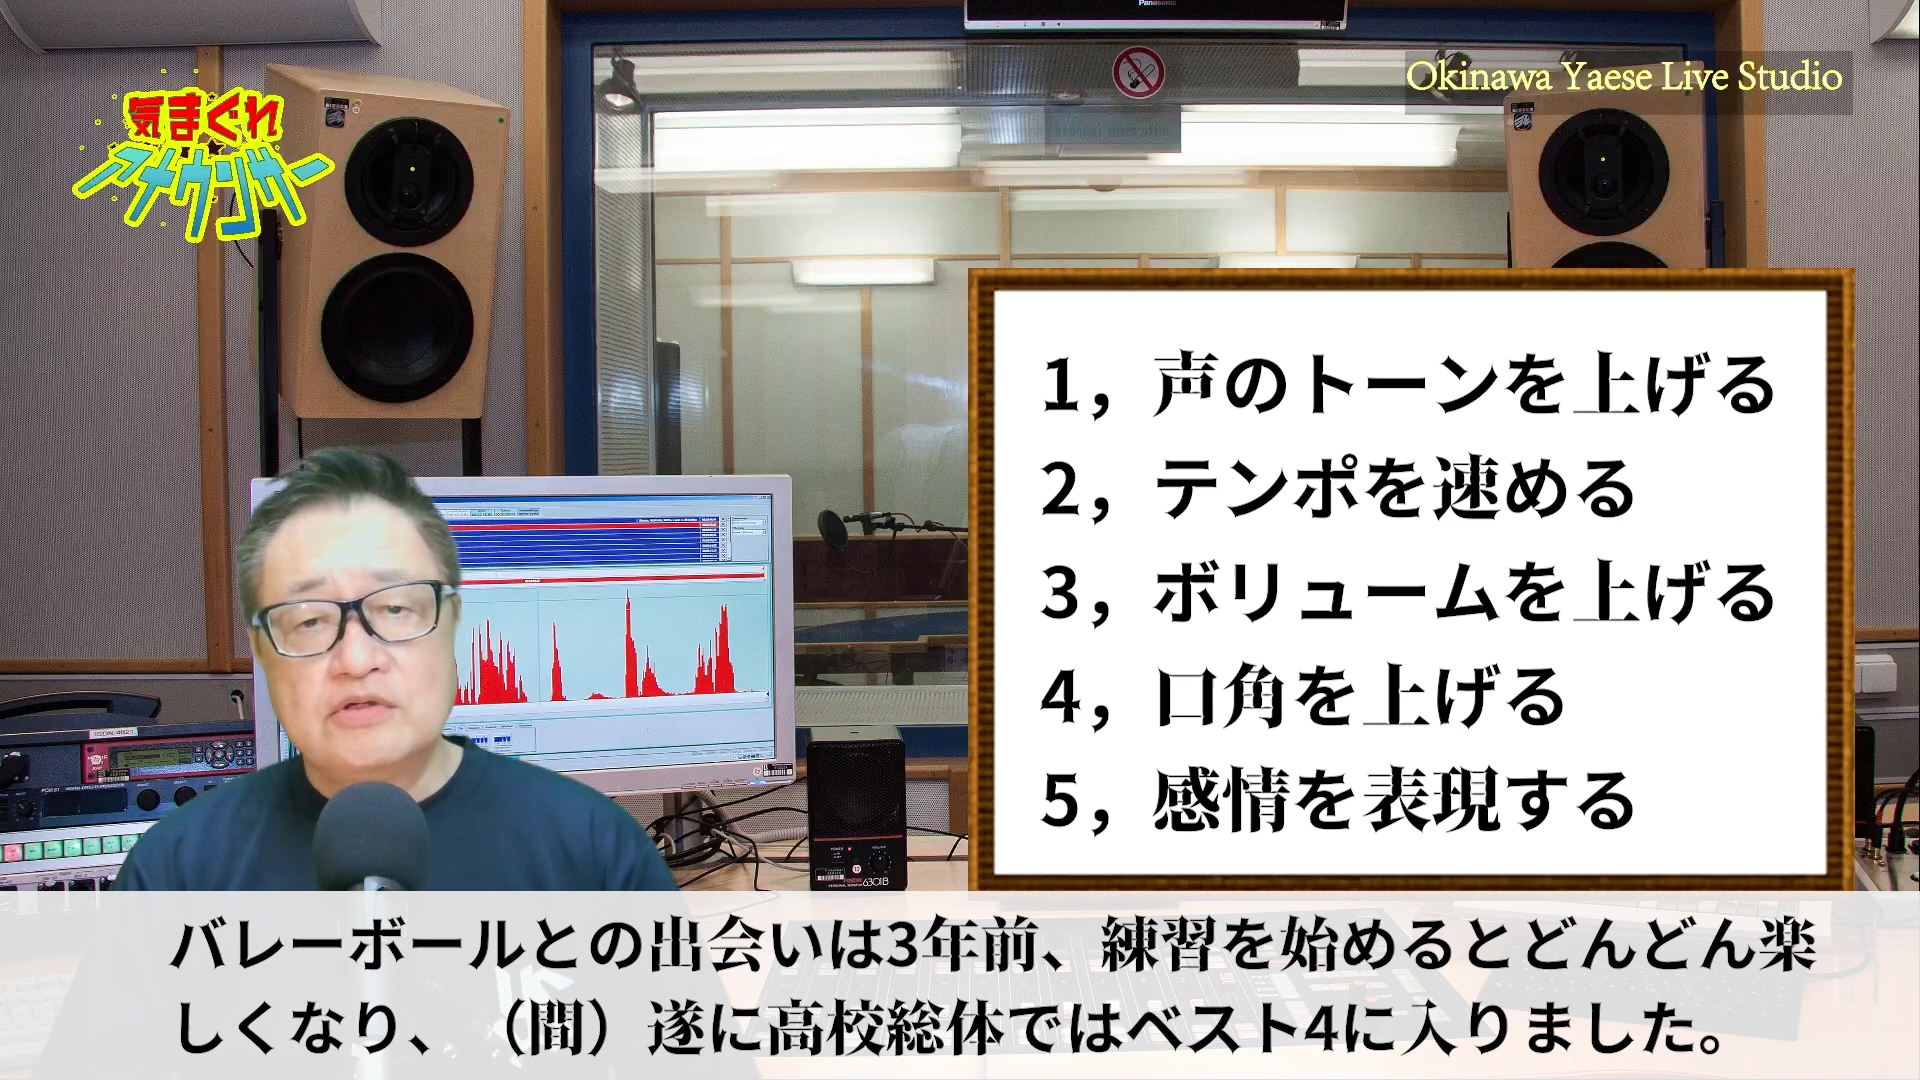 Panasonic
Okinawa Yaese Live Studio
気まぐれ
アナウンサー
1，声のトーンを上げる
2，テンポを速める
3，ボリュームを上げる
4，口角を上げる
5，感情を表現する
ISDN 4621
6301B
バレーボールとの出会いは3年前、練習を始めるとどんどん楽
しくなり、（間）遂に高校総体ではベスト4に入りました。